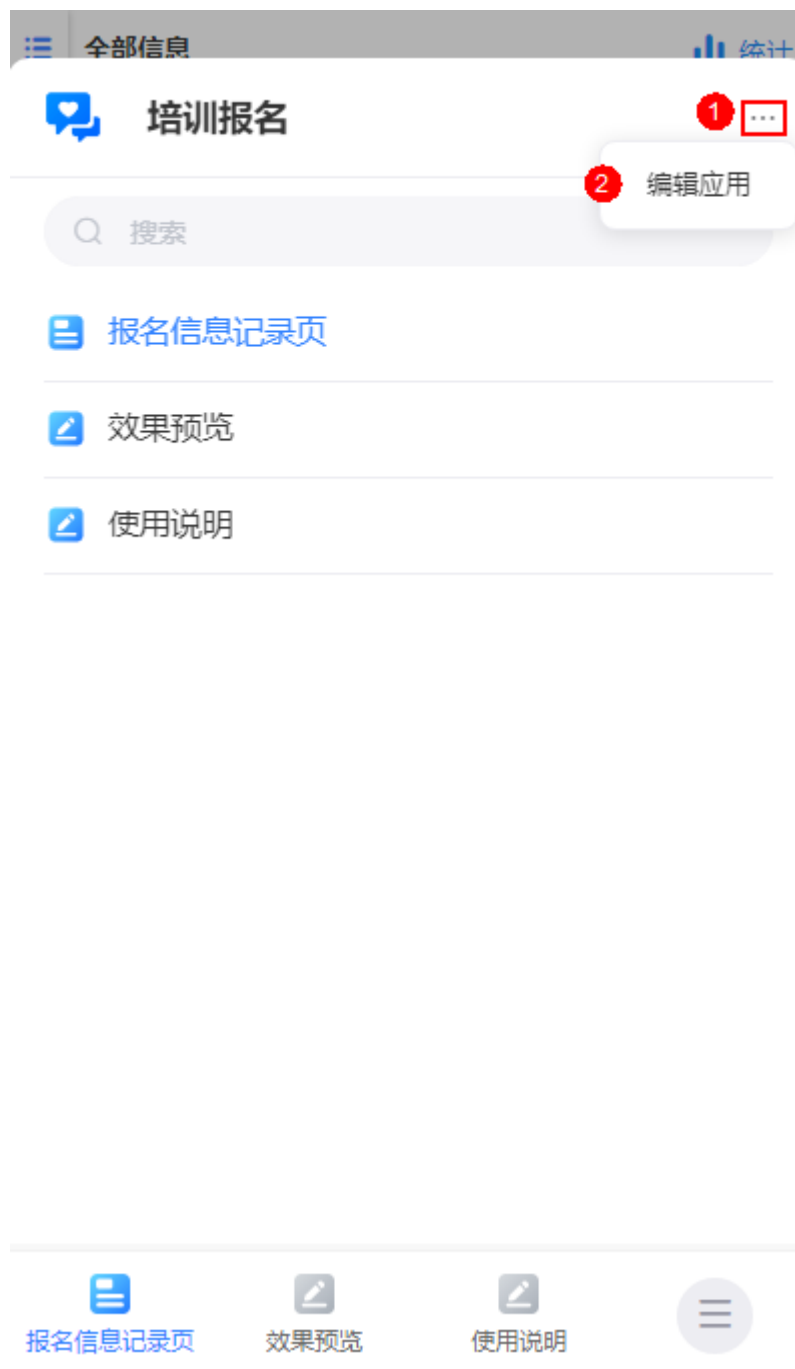 全部信息 统计
培训报名 1 ...
2 编辑应用
搜索
报名信息记录页
效果预览
使用说明
报名信息记录页 效果预览 使用说明